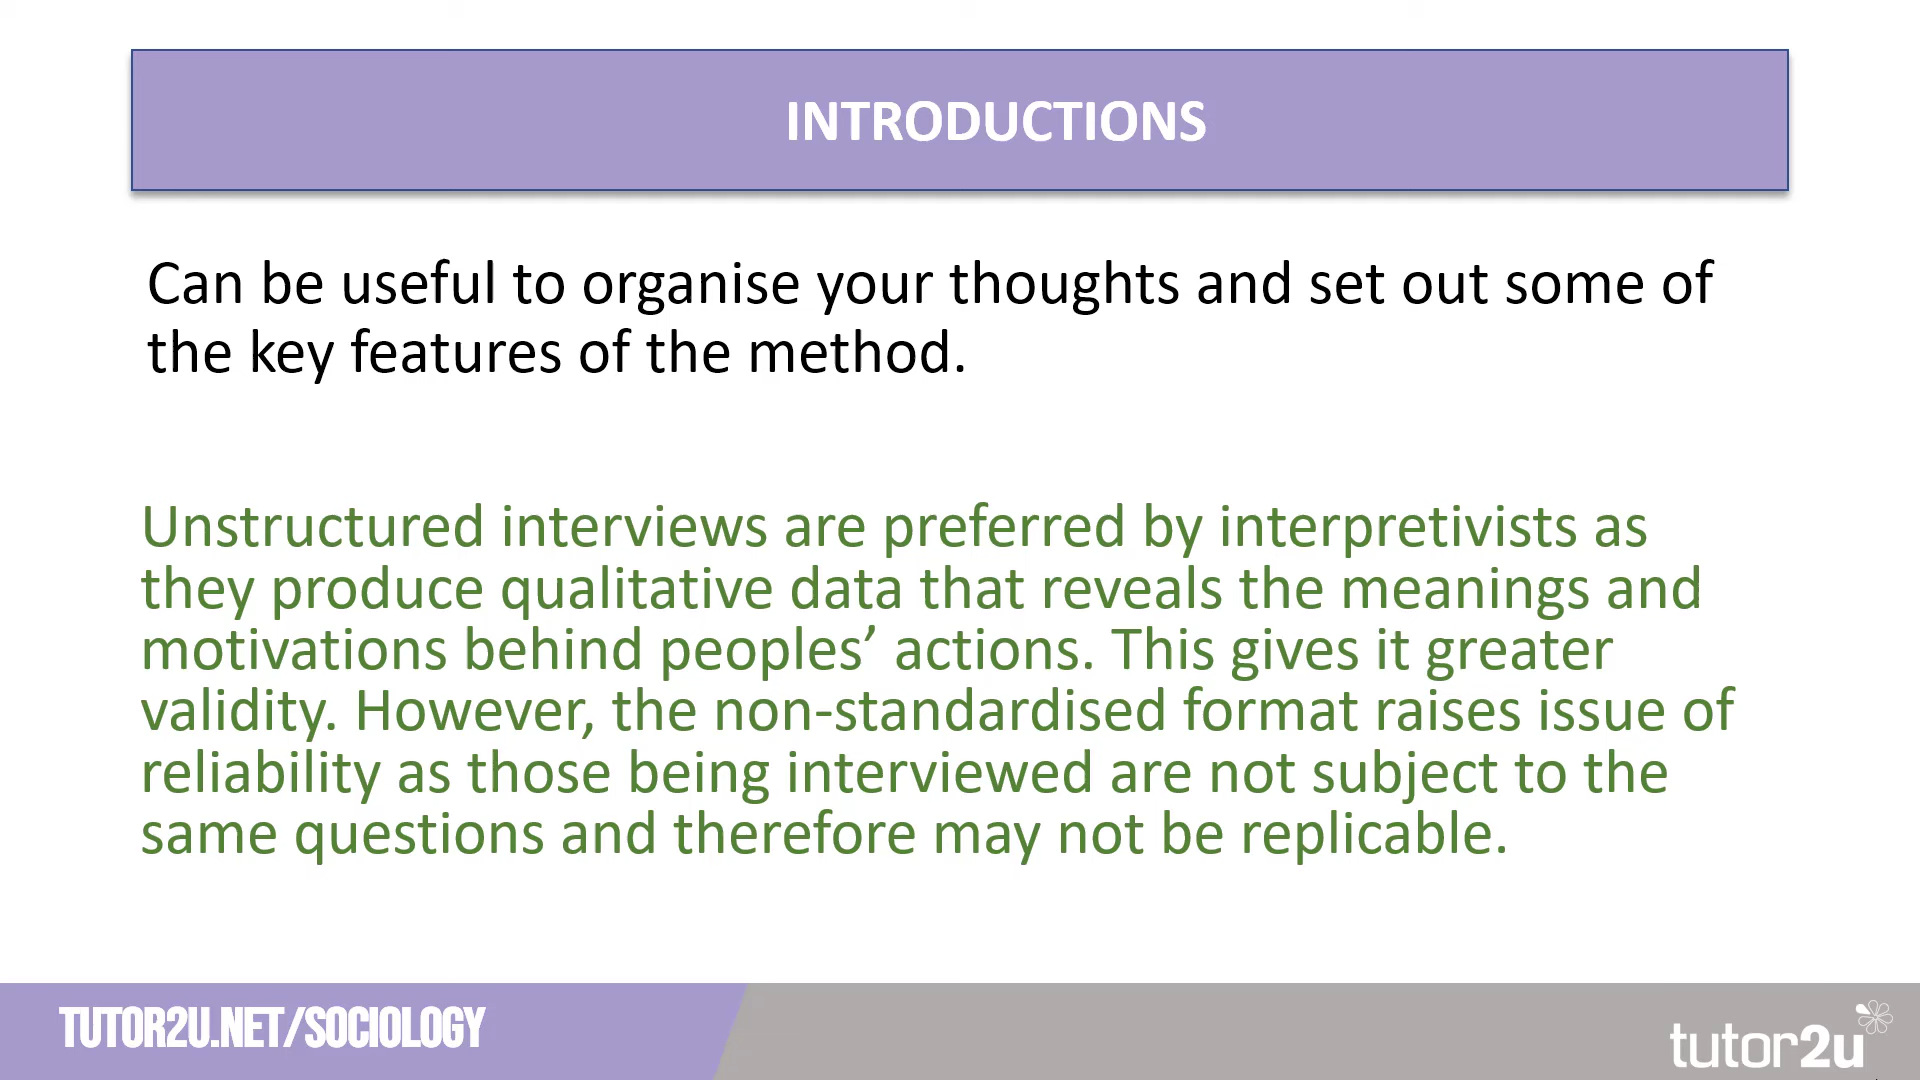 INTRODUCTIONS
Can be useful to organise your thoughts and set out some of
the key features of the method.
Unstructured interviews are preferred by interpretivists as
they produce qualitative data that reveals the meanings and
motivations behind peoples’ actions. This gives it greater
validity. However, the non-standardised format raises issue of
reliability as those being interviewed are not subject to the
same questions and therefore may not be replicable.
TUTOR2U.NET/SOCIOLOGY
tutor2u